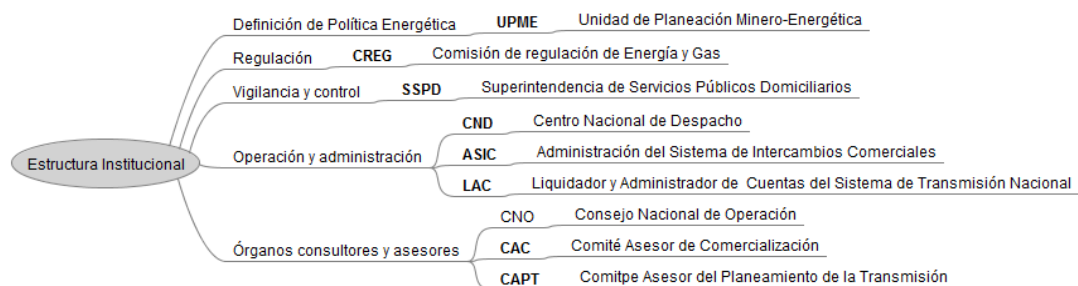 Definición de Política Energética UPME Unidad de Planeación Minero-Energética
Regulación CREG Comisión de regulación de Energía y Gas
Vigilancia y control SSPD Superintendencia de Servicios Públicos Domiciliarios
Estructura Institucional
Operación y administración
CND Centro Nacional de Despacho
ASIC Administración del Sistema de Intercambios Comerciales
LAC Liquidador y Administrador de Cuentas del Sistema de Transmisión Nacional
Órganos consultores y asesores
CNO Consejo Nacional de Operación
CAC Comité Asesor de Comercialización
CAPT Comitpe Asesor del Planeamiento de la Transmisión